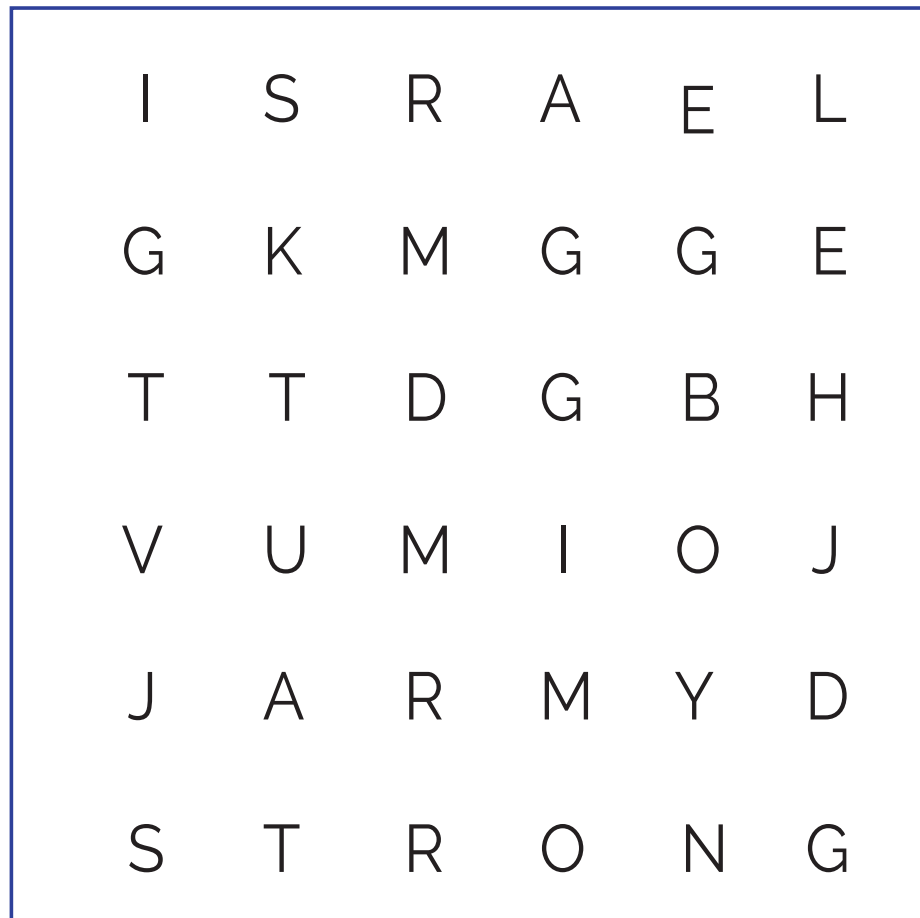 I S R A E L
G K M G G E
T T D G B H
V U M I O J
J A R M Y D
S T R O N G